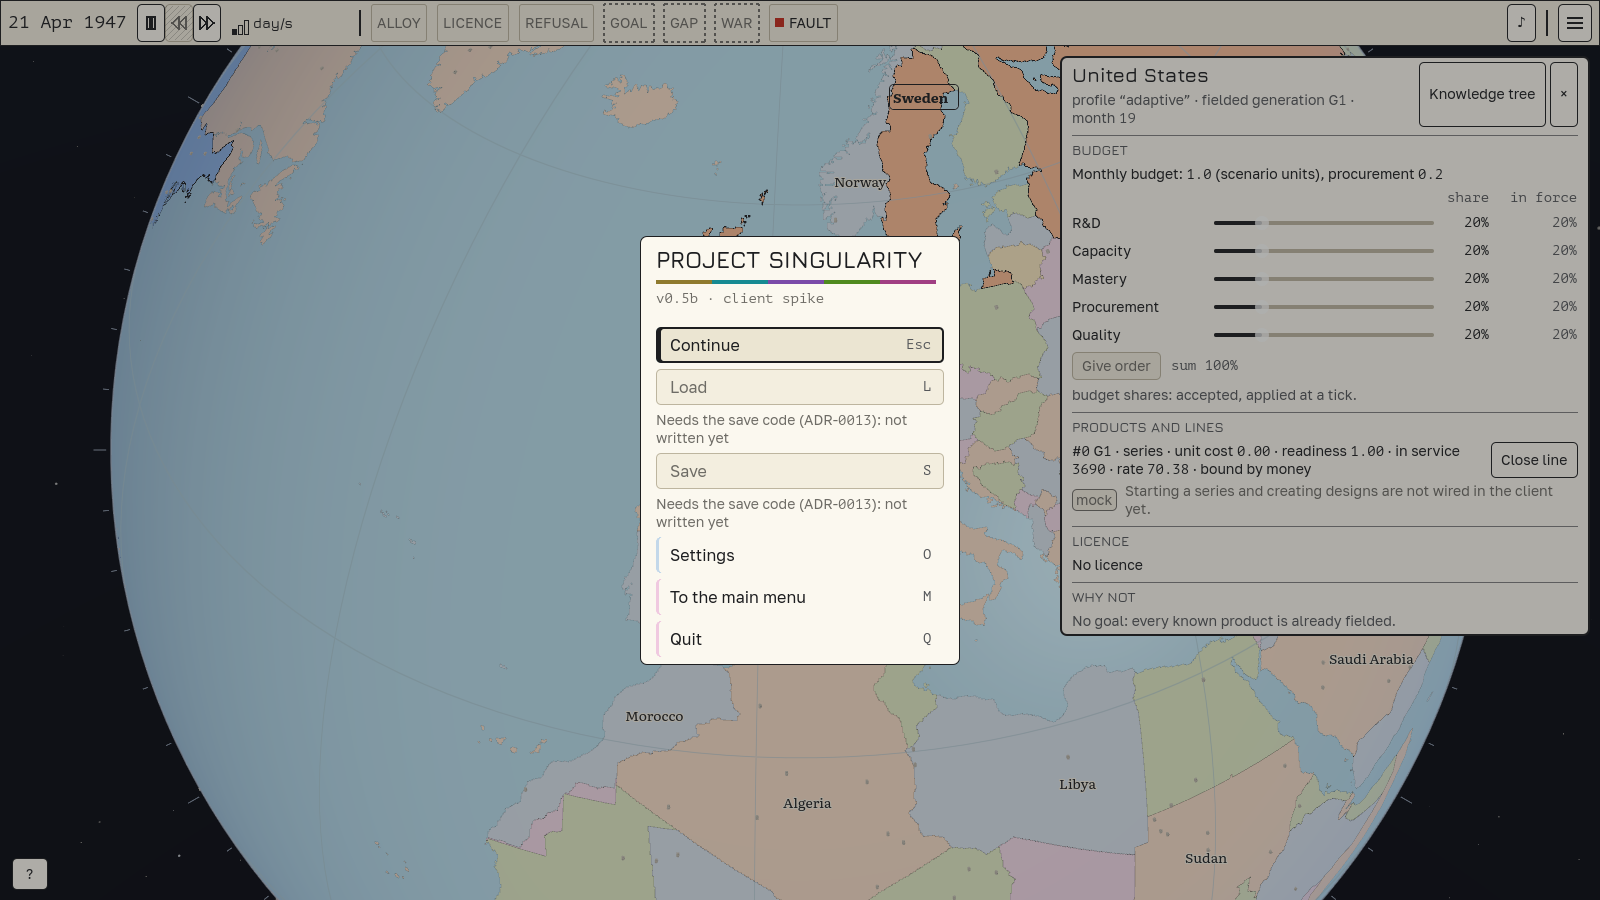 21 Apr 1947
day/s
ALLOY
LICENCE
REFUSAL
GOAL
GAP
WAR
FAULT
♪
United States
profile “adaptive” · fielded generation G1 ·
month 19
Knowledge tree
×
BUDGET
Monthly budget: 1.0 (scenario units), procurement 0.2
share in force
R&D 20% 20%
Capacity 20% 20%
Mastery 20% 20%
Procurement 20% 20%
Quality 20% 20%
Give order sum 100%
budget shares: accepted, applied at a tick.
PRODUCTS AND LINES
#0 G1 · series · unit cost 0.00 · readiness 1.00 · in service
3690 · rate 70.38 · bound by money
Close line
mock
Starting a series and creating designs are not wired in the client
yet.
LICENCE
No licence
WHY NOT
No goal: every known product is already fielded.
PROJECT SINGULARITY
v0.5b · client spike
Continue Esc
Load L
Needs the save code (ADR-0013): not
written yet
Save S
Needs the save code (ADR-0013): not
written yet
Settings O
To the main menu M
Quit Q
Sweden
Norway
Saudi Arabia
Morocco
Libya
Algeria
Sudan
?